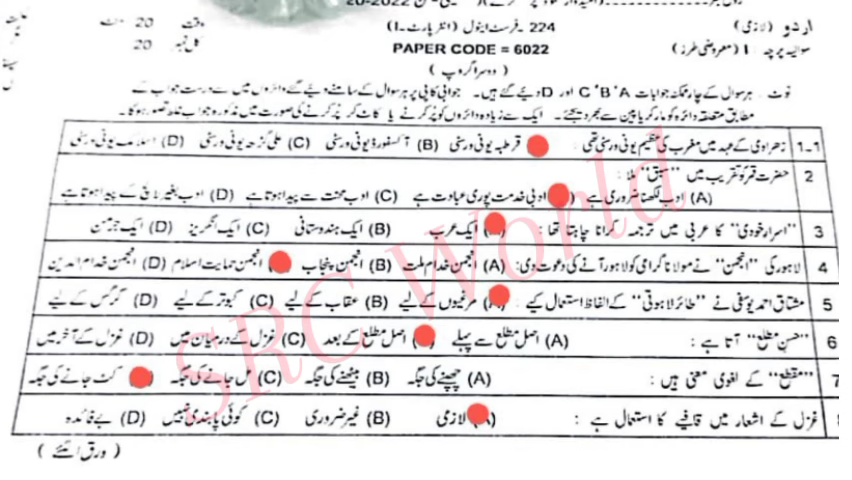 2022-20
اردو (لازمی) 224 - فرسٹ ایئول (انٹر پارٹ - I) وقت 20 منٹ
سوالیہ پرچہ I (معروضی طرز) PAPER CODE = 6022 کل نمبر 20
(دوسرا گروپ)
نوٹ : ہر سوال کے چار ممکنہ جوابات A 'B 'C اور D دیئے گئے ہیں۔ جوابی کاپی پر ہر سوال کے سامنے دیئے گئے دائروں میں سے درست جواب کے
مطابق متعلقہ دائرہ کو مارکر یا پین سے بھر دیجئے۔ ایک سے زیادہ دائروں کو پُر کرنے یا کاٹ کر پُر کرنے کی صورت میں مذکورہ جواب غلط تصور ہوگا۔
1-1 زھراوی کے عہد میں مغرب کی عظیم یونی ورسٹی تھی : قرطبہ یونی ورسٹی (B) آکسفورڈ یونی ورسٹی (C) علی گڑھ یونی ورسٹی (D) اسلامک یونی ورسٹی
2 حضرت قمر کو تقریب میں "سبق" ملا :
(A) ادب لکھنا ضروری ہے ادبی خدمت پوری عبادت ہے (C) ادب محنت سے پیدا ہوتا ہے (D) ادب بغیر پانی کے پیدا ہوتا ہے
3 "اسرار خودی" کا عربی میں ترجمہ کرانا چاہتا تھا : ایک عرب (B) ایک ہندوستانی (C) ایک انگریز (D) ایک جرمن
4 لاہور کی "انجمن" نے مولانا گرامی کو لاہور آنے کی دعوت دی : (A) انجمن خدام ملت (B) انجمن پنجاب انجمن حمایت اسلام (D) انجمن خدام الدین
5 مشتاق احمد یوسفی نے "طائر لاہوتی" کے الفاظ استعمال کیے : مرغیوں کے لیے (B) عقاب کے لیے (C) کبوتر کے لیے (D) گرگس کے لیے
6 "حسن مطلع" آتا ہے : (A) اصل مطلع سے پہلے اصل مطلع کے بعد (C) غزل کے درمیان میں (D) غزل کے آخر میں
7 "مقطع" کے لغوی معنی ہیں : (A) چھپنے کی جگہ (B) بیٹھنے کی جگہ (C) مل جانے کی جگہ کٹ جانے کی جگہ
8 غزل کے اشعار میں قافیے کا استعمال ہے : لازمی (B) غیر ضروری (C) کوئی پابندی نہیں (D) بے فائدہ
(ورق الٹئے)
SRC World